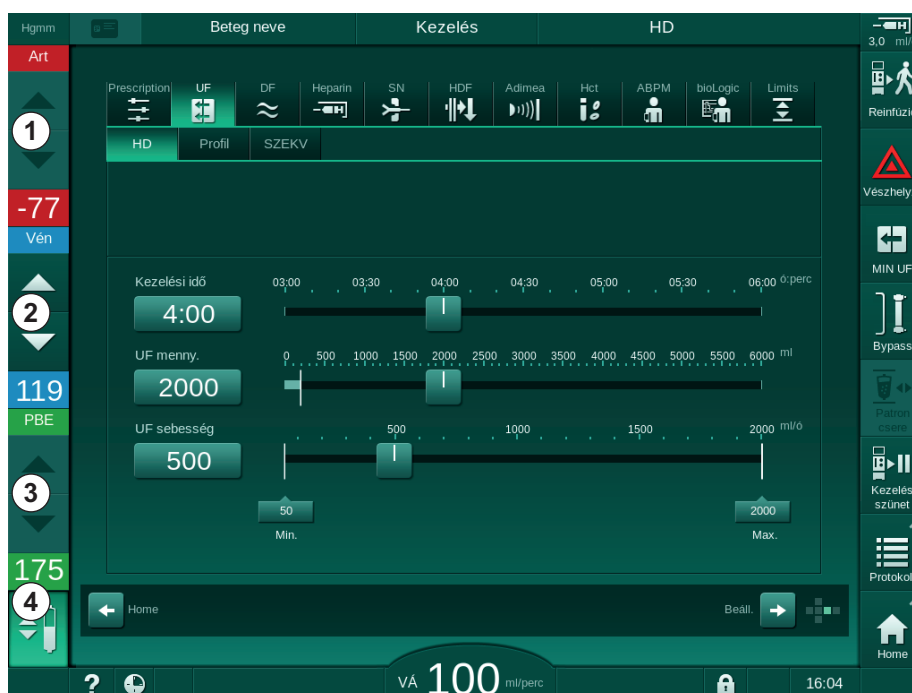 Hgmm
Beteg neve
Kezelés
HD
3,0 ml/
Art
1
-77
Vén
2
119
PBE
3
175
4
Prescription
UF
DF
Heparin
SN
HDF
Adimea
Hct
ABPM
bioLogic
Limits
HD
Profil
SZEKV
Kezelési idő
4:00
03:00 03:30 04:00 04:30 05:00 05:30 06:00 ó:perc
UF menny.
2000
0 500 1000 1500 2000 2500 3000 3500 4000 4500 5000 5500 6000 ml
UF sebesség
500
500 1000 1500 2000 ml/ó
50
Min.
2000
Max.
Home
Beáll.
Reinfúzi
Vészhely
MIN UF
Bypass
Patron
csere
Kezelés
szünet
Protokol
Home
?
VÁ 100 ml/perc
16:04